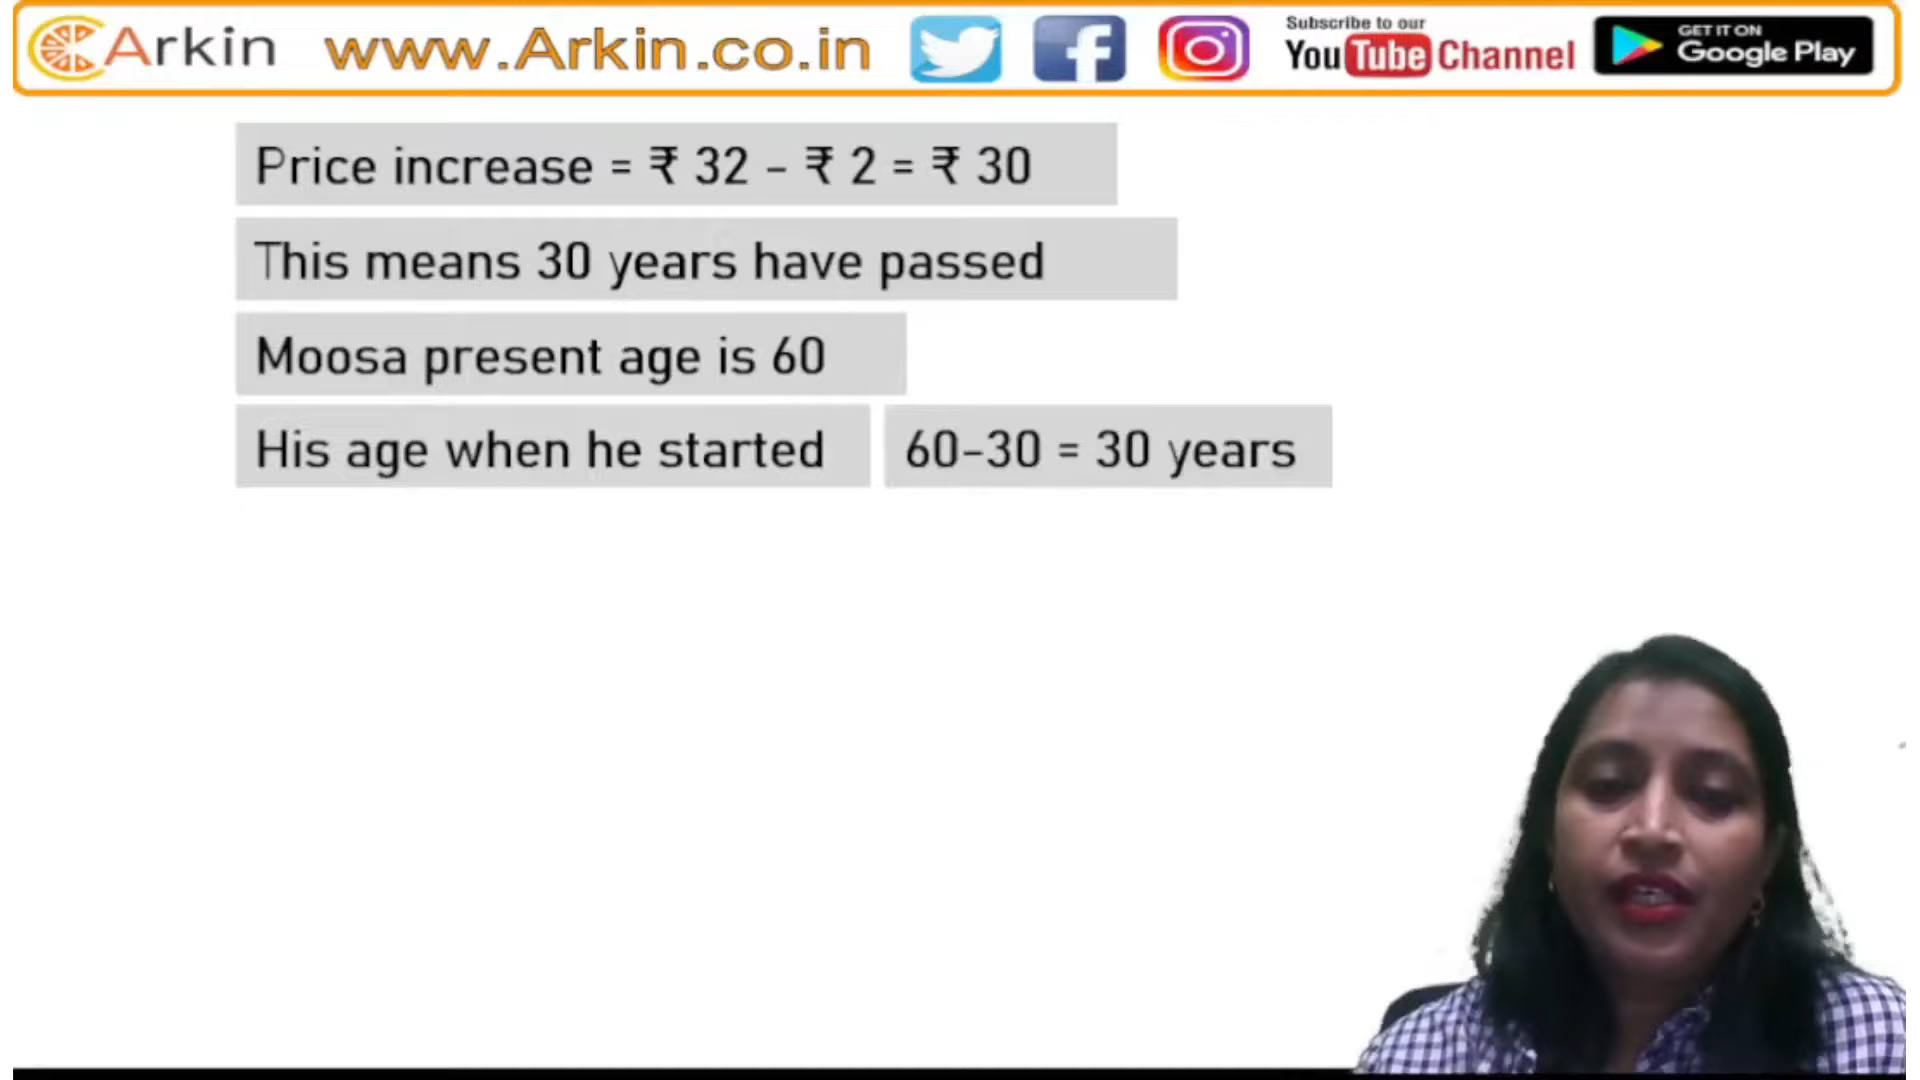 Arkin www.Arkin.co.in Subscribe to our YouTube Channel GET IT ON Google Play
Price increase = ₹ 32 - ₹ 2 = ₹ 30
This means 30 years have passed
Moosa present age is 60
His age when he started 60-30 = 30 years